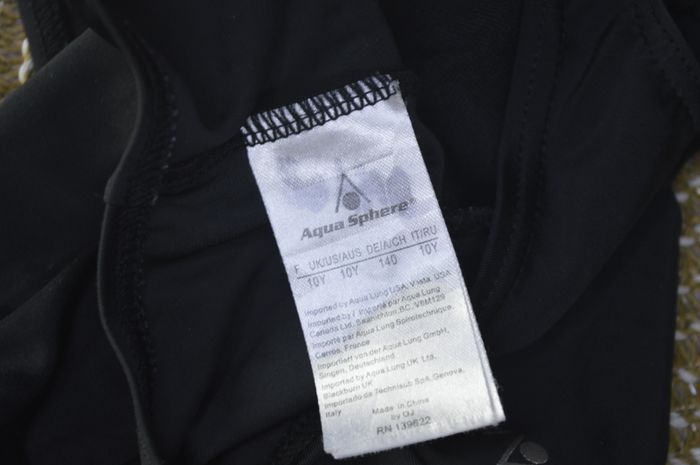 Aqua Sphere®
F UK/US/AUS DE/A/CH IT/RU
10Y 10Y 140 10Y
Imported by Aqua Lung USA, Vista, USA
Imported by / Importé par Aqua Lung
Canada Ltd. Saanichton,BC, V8M129
Importé par Aqua Lung Spirotechnique,
Carros, France
Importiert von der Aqua Lung GmbH,
Singen, Deutschland
Imported by Aqua Lung UK Ltd,
Blackburn UK
Importado da Technisub SpA, Genova,
Italy
Made in China
by OJ
RN 139622